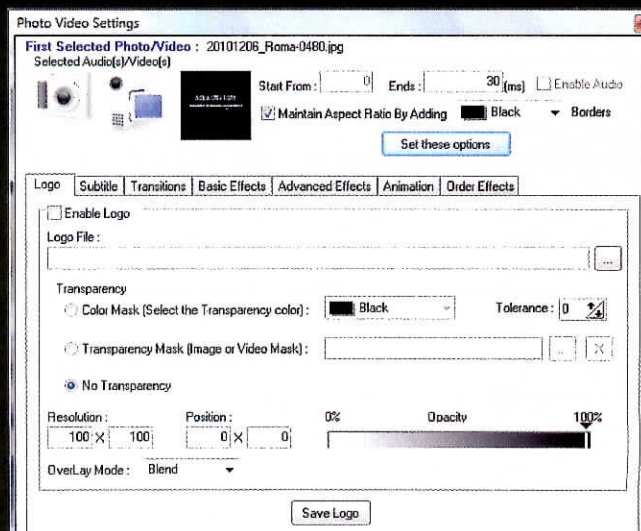 Photo Video Settings
First Selected Photo/Video : 20101206_Roma-0480.jpg
Selected Audio(s)/Video(s)
Start From : 0 Ends : 30 (ms) Enable Audio
Maintain Aspect Ratio By Adding Black Borders
Set these options
Logo Subtitle Transitions Basic Effects Advanced Effects Animation Order Effects
Enable Logo
Logo File :
...
Transparency
Color Mask (Select the Transparency color) : Black Tolerance : 0
Transparency Mask (Image or Video Mask) : ... X
No Transparency
Resolution : Position : 0% Opacity 100%
100 X 100 0 X 0
OverLay Mode : Blend
Save Logo